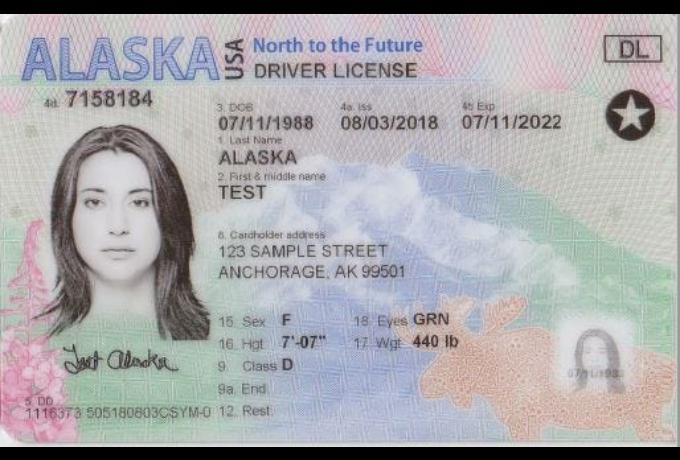 ALASKA USA North to the Future DL
DRIVER LICENSE
4d. 7158184
3. DOB 4a. Iss 4b Exp
07/11/1988 08/03/2018 07/11/2022
1. Last Name
ALASKA
2. First & middle name
TEST
8. Cardholder address
123 SAMPLE STREET
ANCHORAGE, AK 99501
15. Sex F 18. Eyes GRN
16. Hgt 7'-07" 17. Wgt 440 lb
9. Class D
9a. End.
12. Rest.
Test Alaska
07/11/1988
5. DD
1116373 505180803CSYM-0